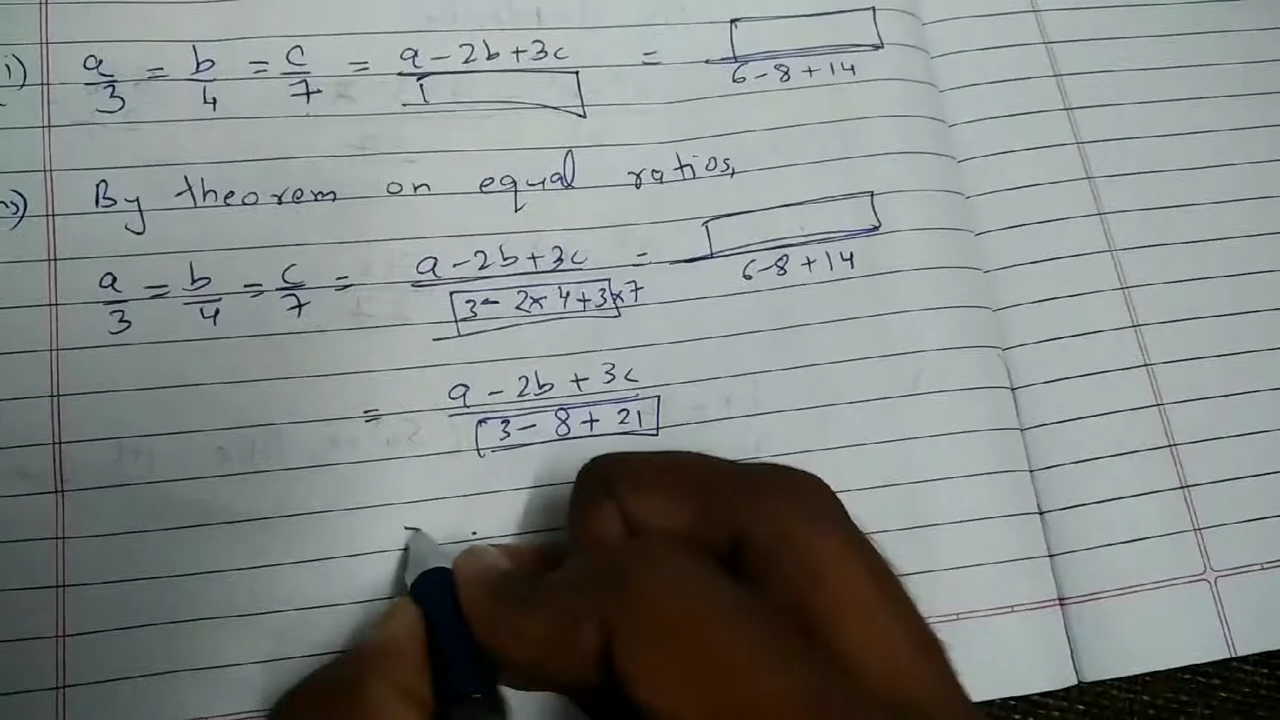 i) a/3 = b/4 = c/7 = a - 2b + 3c / □ = □ / 6 - 8 + 14
By theorem on equal ratios,
a/3 = b/4 = c/7 = a - 2b + 3c / 3 - 2 × 4 + 3 × 7 = □ / 6 - 8 + 14
= a - 2b + 3c / 3 - 8 + 21